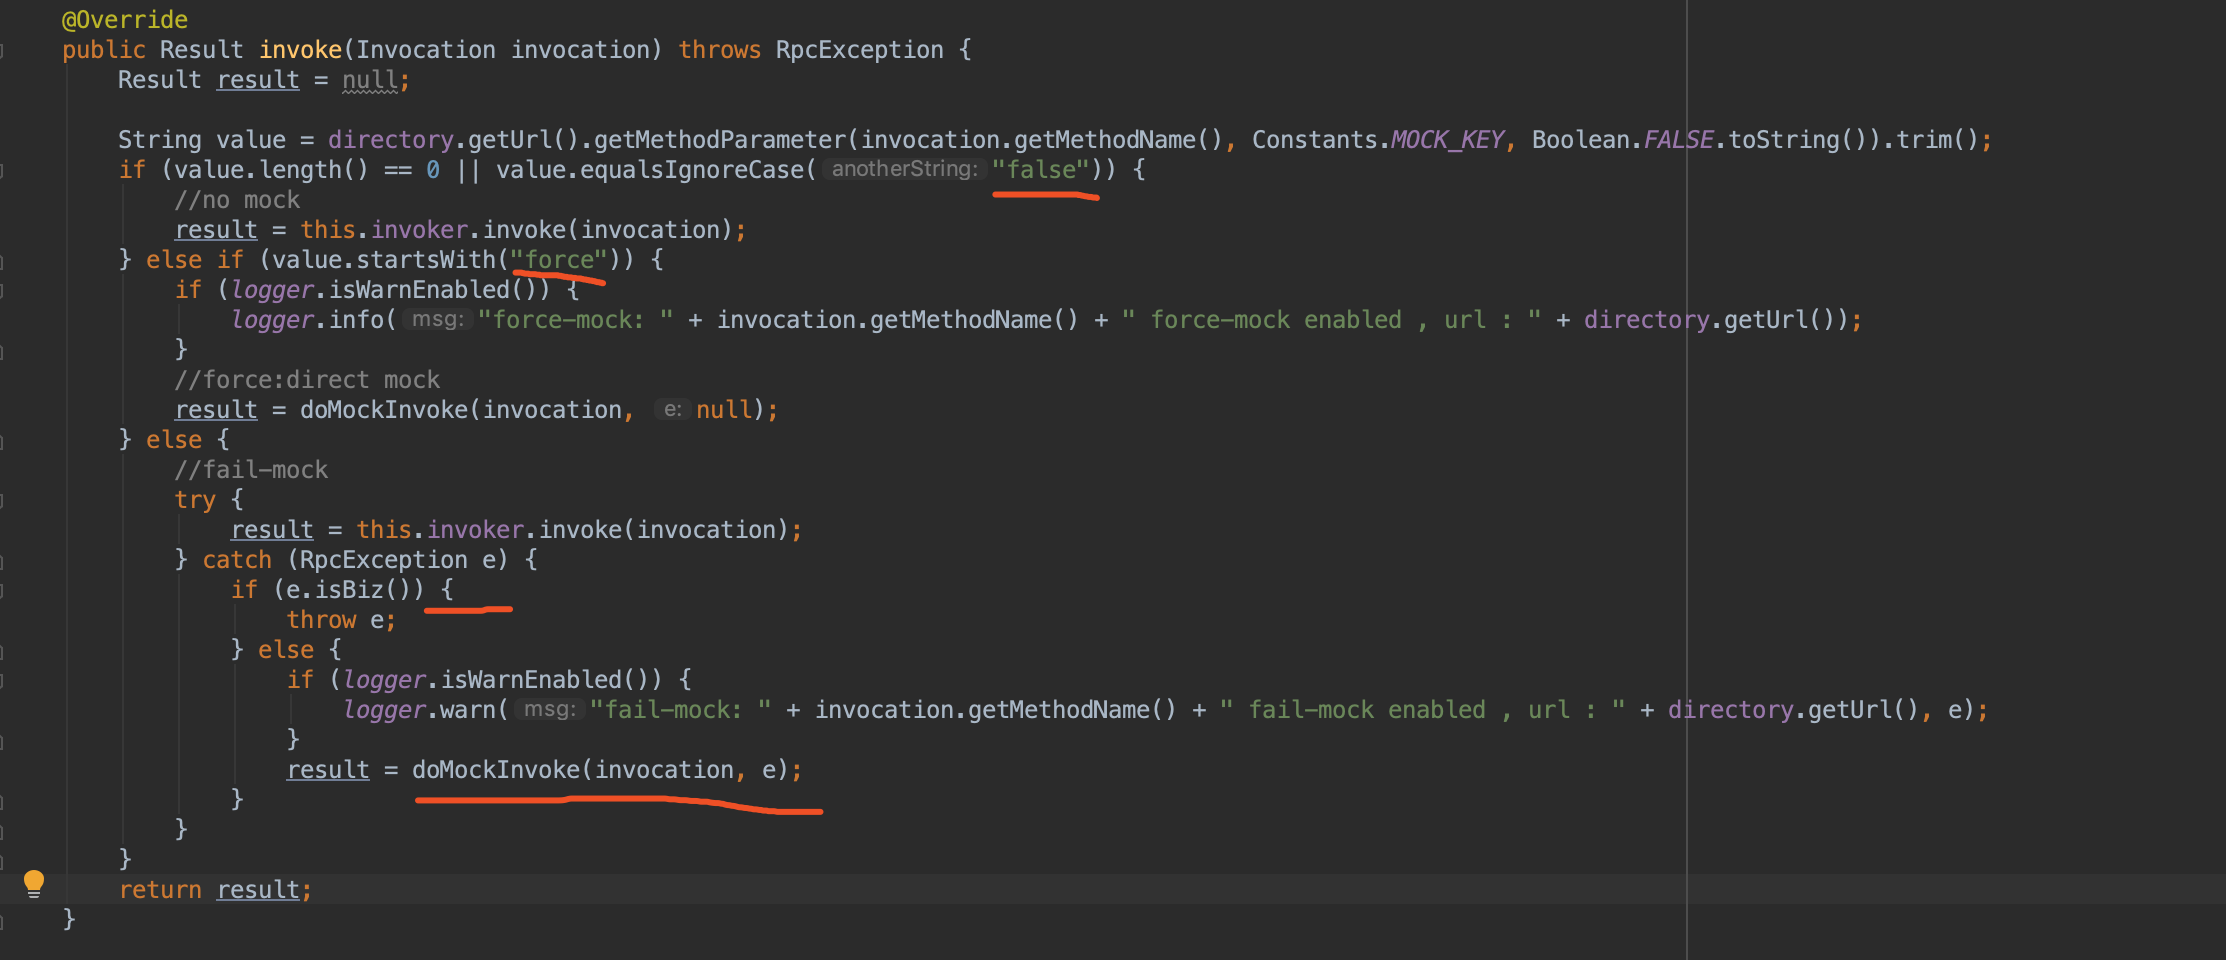 @Override
public Result invoke(Invocation invocation) throws RpcException {
Result result = null;
String value = directory.getUrl().getMethodParameter(invocation.getMethodName(), Constants.MOCK_KEY, Boolean.FALSE.toString()).trim();
if (value.length() == 0 || value.equalsIgnoreCase( anotherString: "false")) {
//no mock
result = this.invoker.invoke(invocation);
} else if (value.startsWith("force")) {
if (logger.isWarnEnabled()) {
logger.info( msg: "force-mock: " + invocation.getMethodName() + " force-mock enabled , url : " + directory.getUrl());
}
//force:direct mock
result = doMockInvoke(invocation, e: null);
} else {
//fail-mock
try {
result = this.invoker.invoke(invocation);
} catch (RpcException e) {
if (e.isBiz()) {
throw e;
} else {
if (logger.isWarnEnabled()) {
logger.warn( msg: "fail-mock: " + invocation.getMethodName() + " fail-mock enabled , url : " + directory.getUrl(), e);
}
result = doMockInvoke(invocation, e);
}
}
}
return result;
}